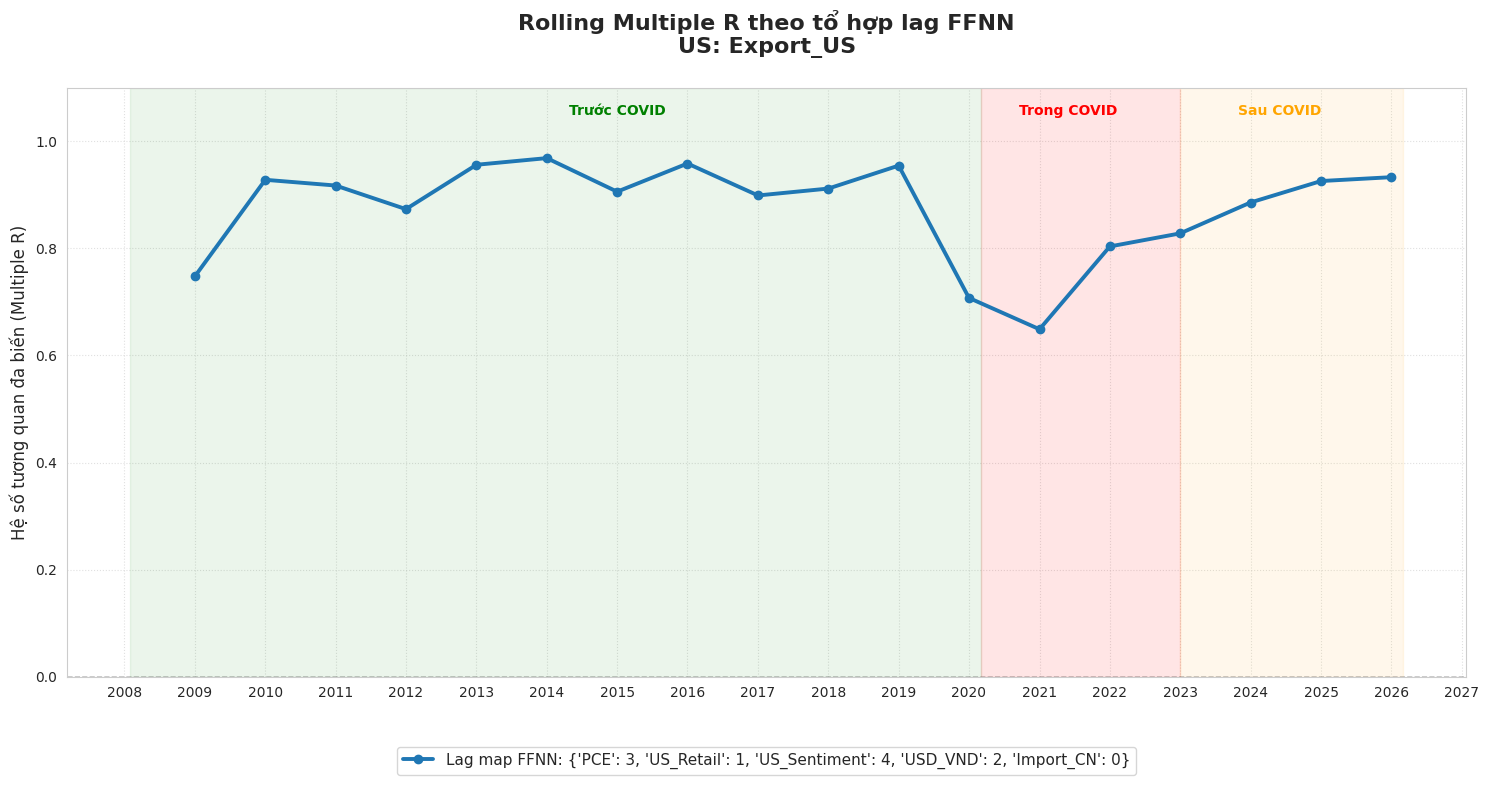 Rolling Multiple R theo tổ hợp lag FFNN
US: Export_US
Trước COVID
Trong COVID
Sau COVID
Hệ số tương quan đa biến (Multiple R)
1.0
0.8
0.6
0.4
0.2
0.0
2008 2009 2010 2011 2012 2013 2014 2015 2016 2017 2018 2019 2020 2021 2022 2023 2024 2025 2026 2027
Lag map FFNN: {'PCE': 3, 'US_Retail': 1, 'US_Sentiment': 4, 'USD_VND': 2, 'Import_CN': 0}